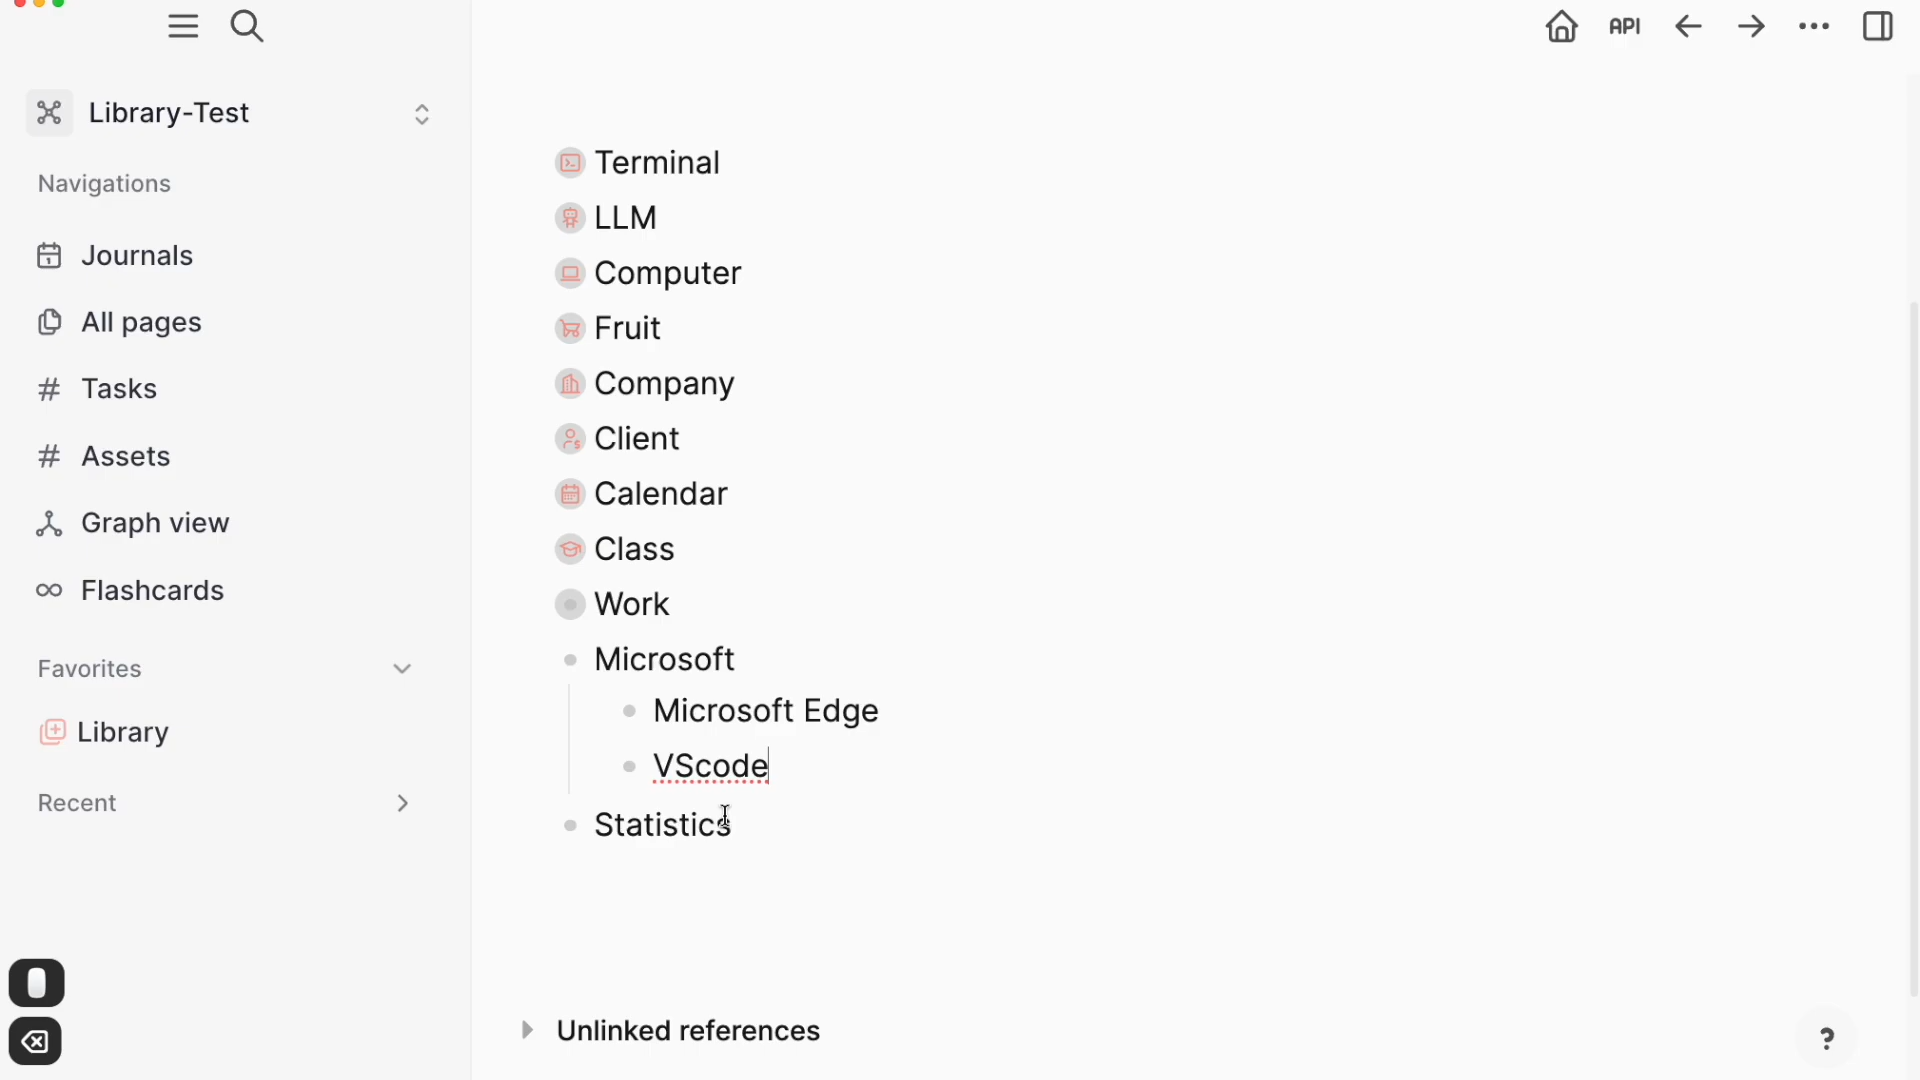 API
Library-Test
Navigations
Journals
All pages
Tasks
Assets
Graph view
Flashcards
Favorites
Library
Recent
Terminal
LLM
Computer
Fruit
Company
Client
Calendar
Class
Work
Microsoft
Microsoft Edge
VScode
Statistics
Unlinked references
?